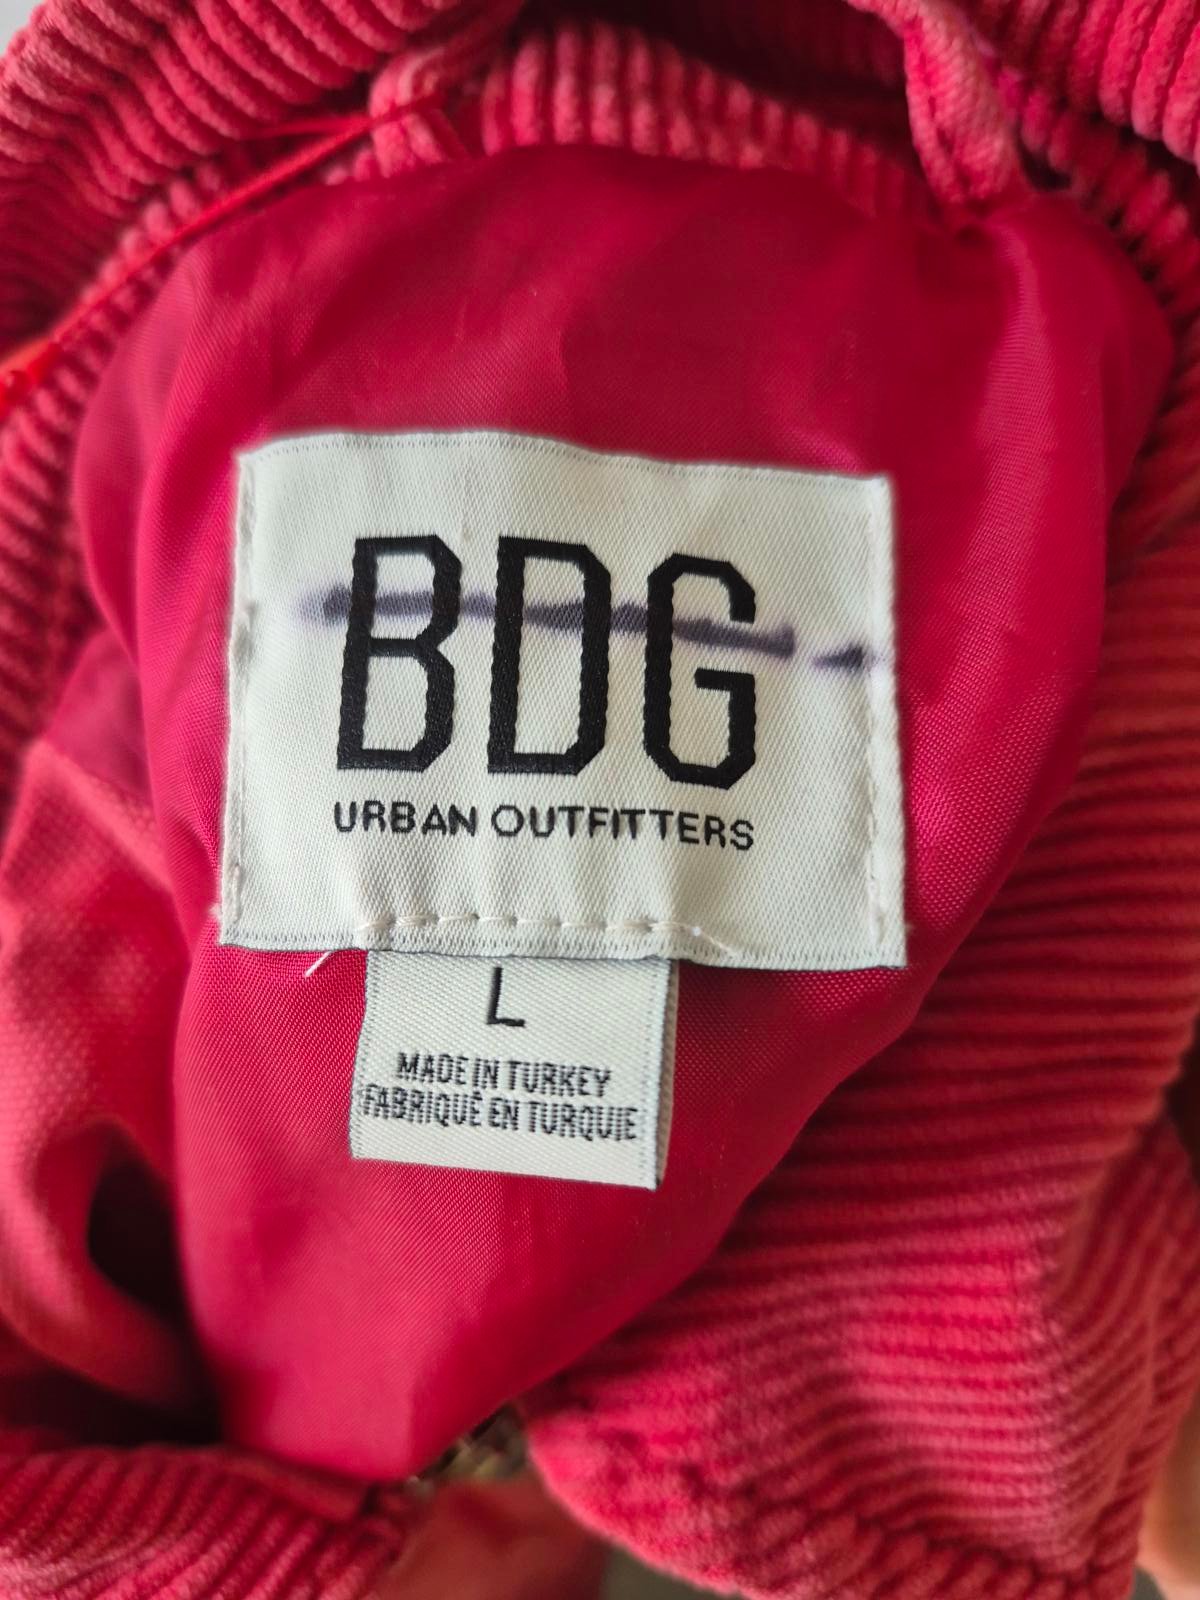 BDG
URBAN OUTFITTERS
L
MADE IN TURKEY
FABRIQUÉ EN TURQUIE